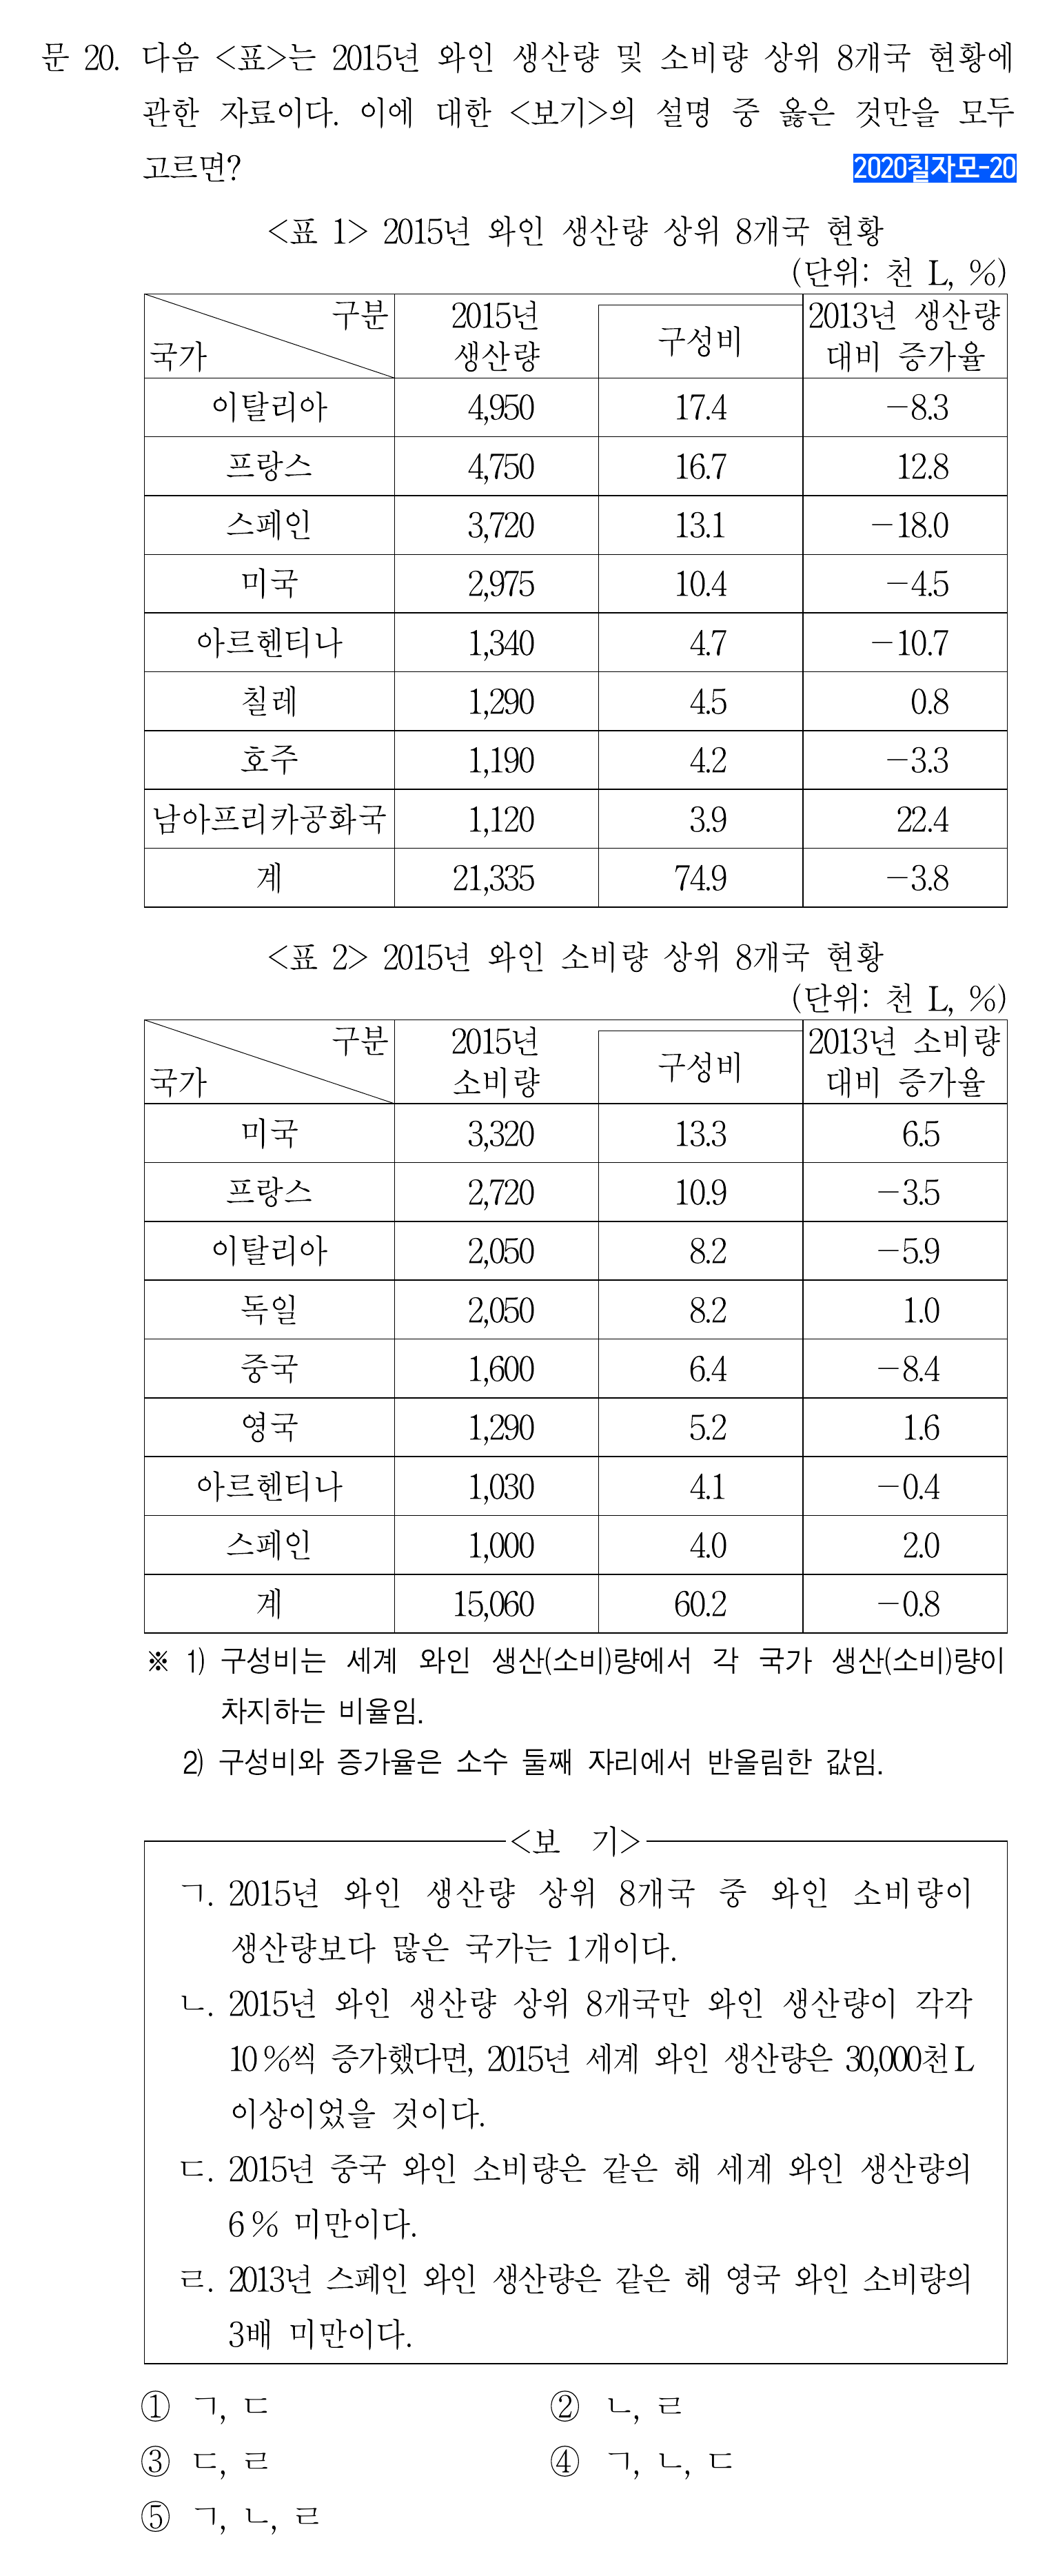 문 20. 다음 <표>는 2015년 와인 생산량 및 소비량 상위 8개국 현황에
관한 자료이다. 이에 대한 <보기>의 설명 중 옳은 것만을 모두
고르면?
2020칠자모-20
<표 1> 2015년 와인 생산량 상위 8개국 현황
(단위: 천 L, %)
구분 국가 2015년 생산량 구성비 2013년 생산량 대비 증가율
이탈리아 4,950 17.4 -8.3
프랑스 4,750 16.7 12.8
스페인 3,720 13.1 -18.0
미국 2,975 10.4 -4.5
아르헨티나 1,340 4.7 -10.7
칠레 1,290 4.5 0.8
호주 1,190 4.2 -3.3
남아프리카공화국 1,120 3.9 22.4
계 21,335 74.9 -3.8
<표 2> 2015년 와인 소비량 상위 8개국 현황
(단위: 천 L, %)
구분 국가 2015년 소비량 구성비 2013년 소비량 대비 증가율
미국 3,320 13.3 6.5
프랑스 2,720 10.9 -3.5
이탈리아 2,050 8.2 -5.9
독일 2,050 8.2 1.0
중국 1,600 6.4 -8.4
영국 1,290 5.2 1.6
아르헨티나 1,030 4.1 -0.4
스페인 1,000 4.0 2.0
계 15,060 60.2 -0.8
※ 1) 구성비는 세계 와인 생산(소비)량에서 각 국가 생산(소비)량이
차지하는 비율임.
2) 구성비와 증가율은 소수 둘째 자리에서 반올림한 값임.
<보 기>
ㄱ. 2015년 와인 생산량 상위 8개국 중 와인 소비량이
생산량보다 많은 국가는 1개이다.
ㄴ. 2015년 와인 생산량 상위 8개국만 와인 생산량이 각각
10 %씩 증가했다면, 2015년 세계 와인 생산량은 30,000천 L
이상이었을 것이다.
ㄷ. 2015년 중국 와인 소비량은 같은 해 세계 와인 생산량의
6 % 미만이다.
ㄹ. 2013년 스페인 와인 생산량은 같은 해 영국 와인 소비량의
3배 미만이다.
① ㄱ, ㄷ
② ㄴ, ㄹ
③ ㄷ, ㄹ
④ ㄱ, ㄴ, ㄷ
⑤ ㄱ, ㄴ, ㄹ